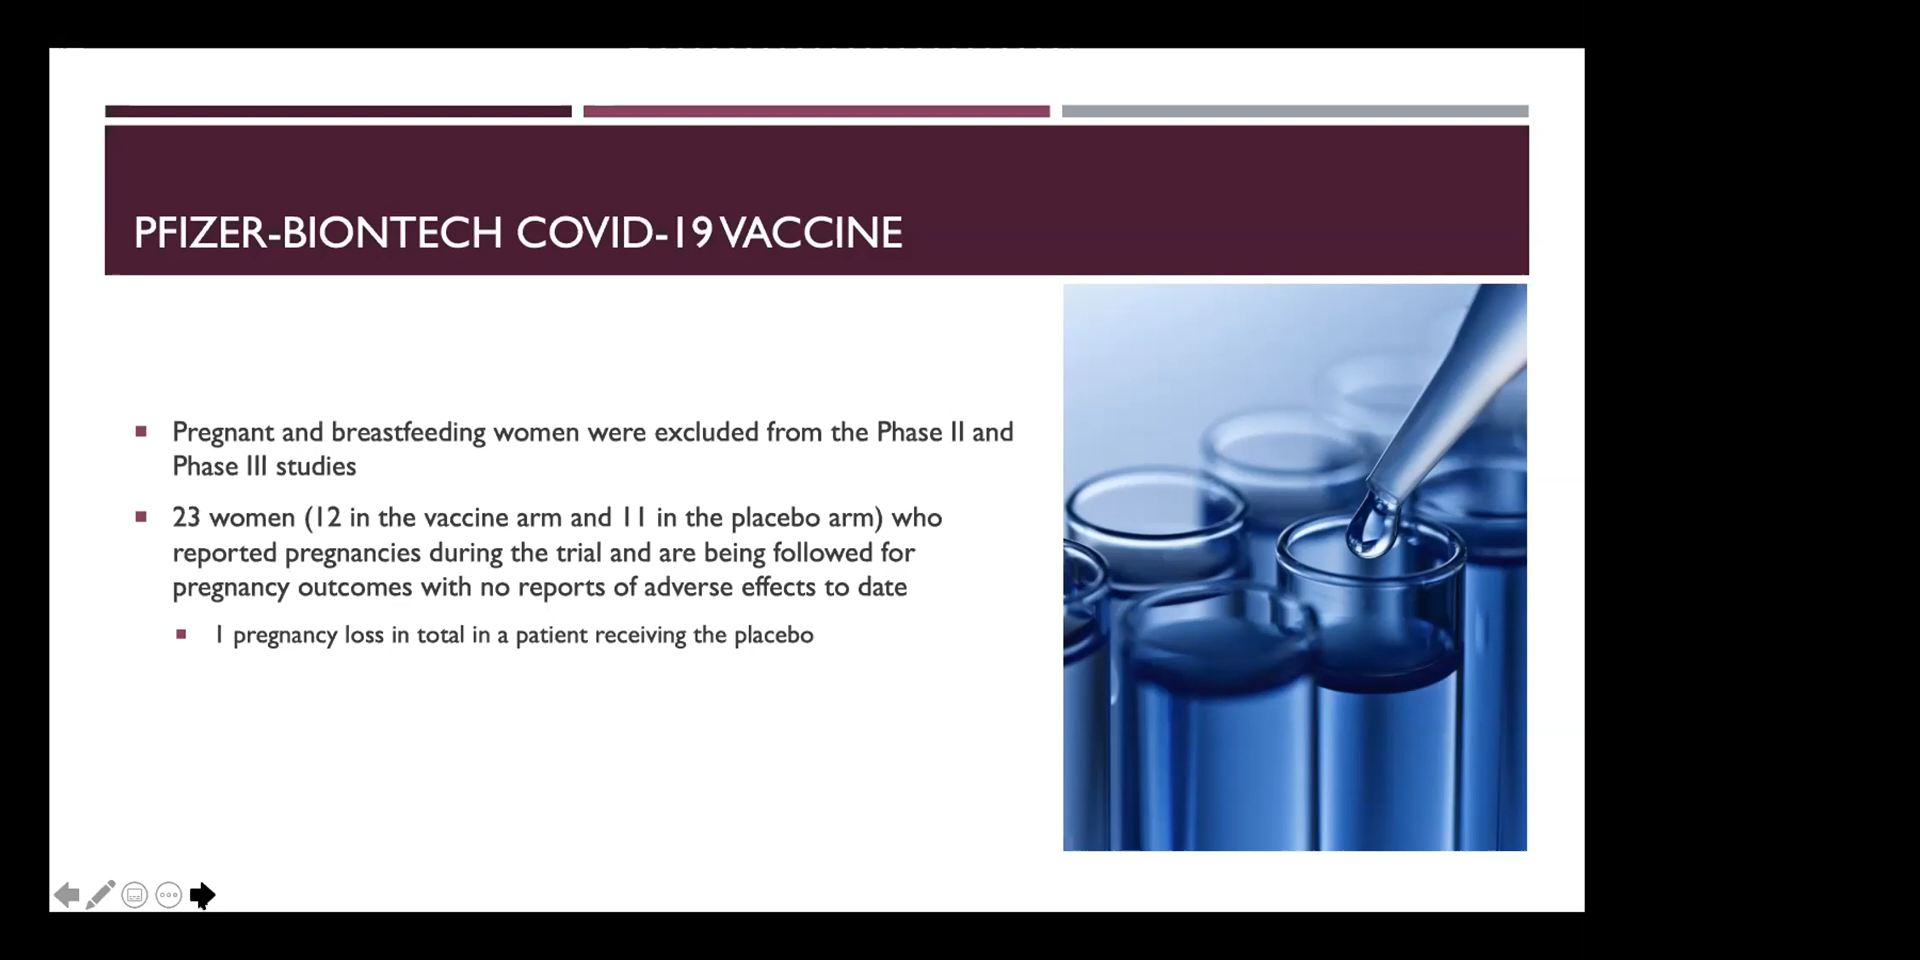 PFIZER-BIONTECH COVID-19 VACCINE
Pregnant and breastfeeding women were excluded from the Phase II and
Phase III studies
23 women (12 in the vaccine arm and 11 in the placebo arm) who
reported pregnancies during the trial and are being followed for
pregnancy outcomes with no reports of adverse effects to date
1 pregnancy loss in total in a patient receiving the placebo